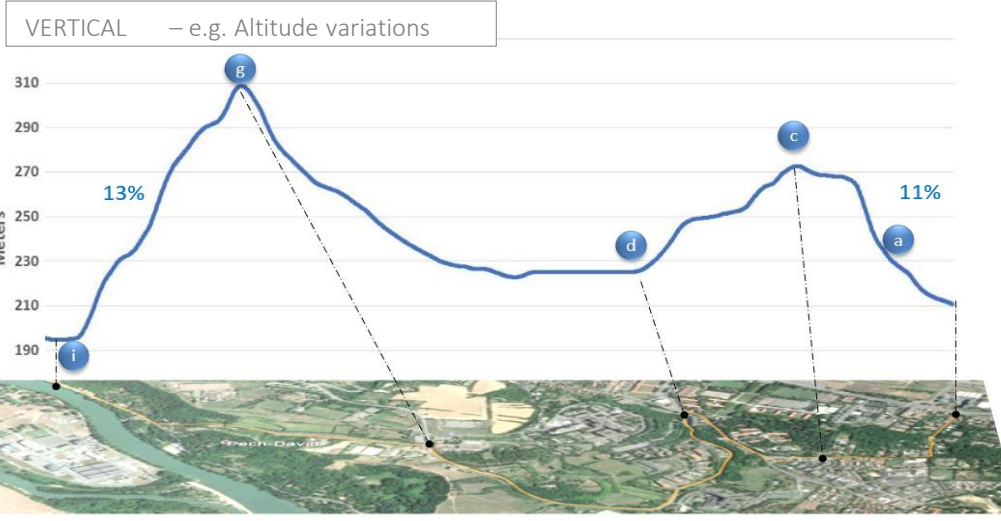 VERTICAL – e.g. Altitude variations
310
290
270
250
230
210
190
Meters
13%
11%
g
c
d
a
i
Pech-David